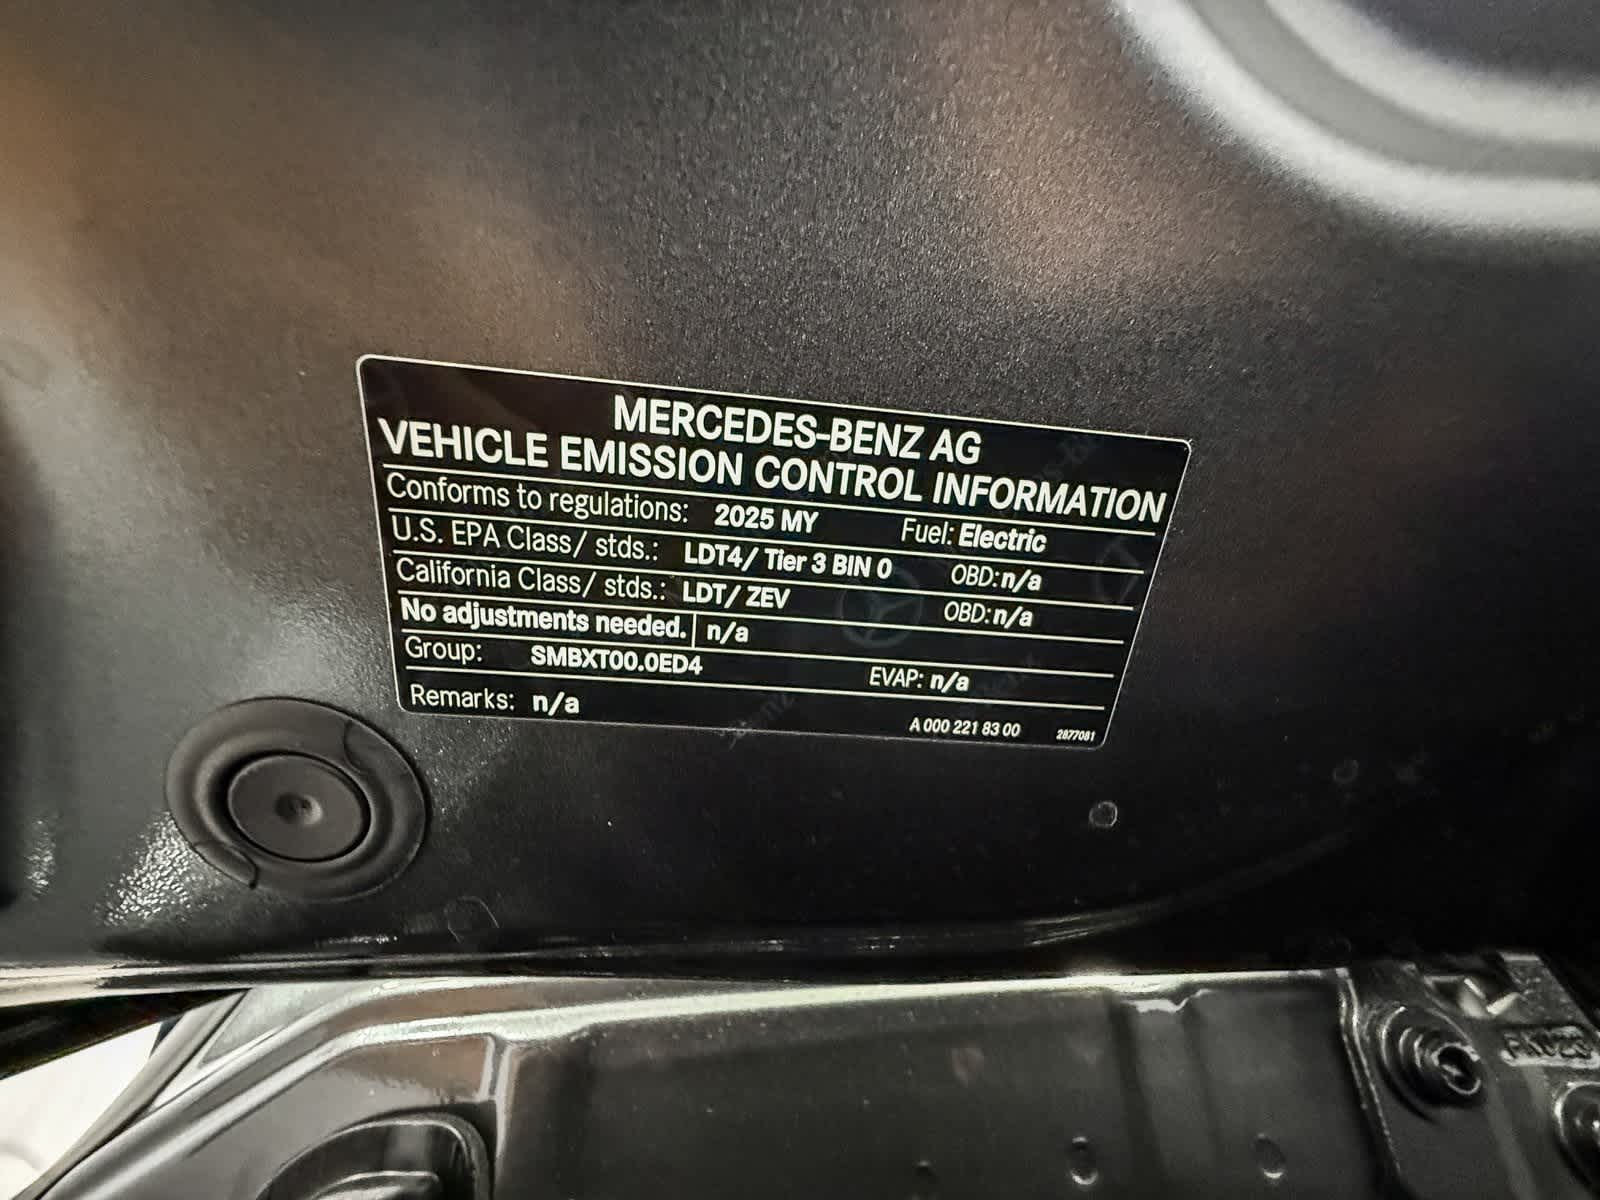 MERCEDES-BENZ AG
VEHICLE EMISSION CONTROL INFORMATION
Conforms to regulations: 2025 MY Fuel: Electric
U.S. EPA Class/ stds.: LDT4/ Tier 3 BIN 0 OBD: n/a
California Class/ stds.: LDT/ ZEV OBD: n/a
No adjustments needed. n/a
Group: SMBXT00.0ED4 EVAP: n/a
Remarks: n/a
A 000 221 83 00 2877081